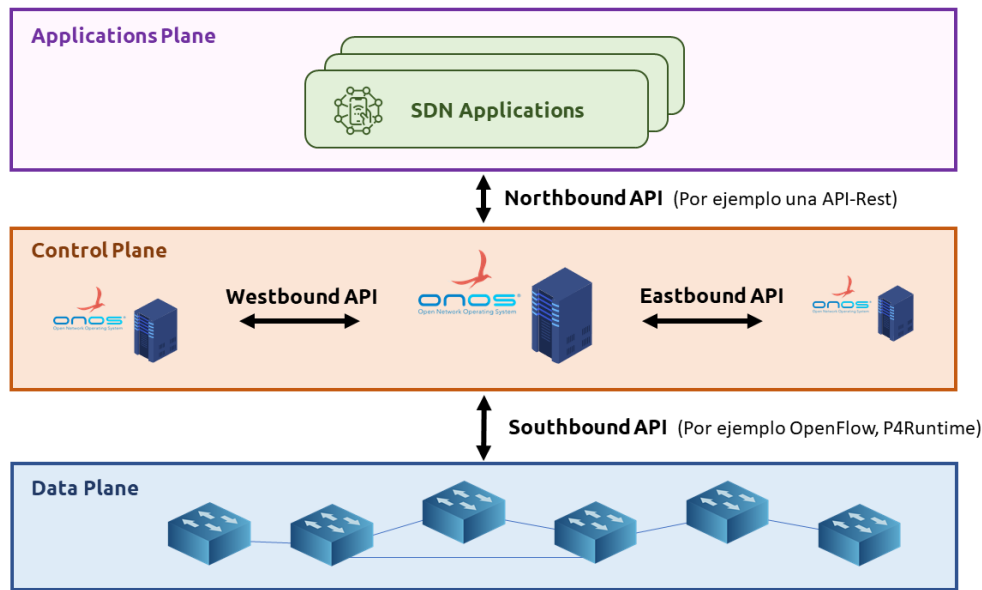 Applications Plane
SDN Applications
Northbound API (Por ejemplo una API-Rest)
Control Plane
Westbound API
Eastbound API
onos®
Open Network Operating System
onos®
Open Network Operating System
onos®
Open Network Operating System
Southbound API (Por ejemplo OpenFlow, P4Runtime)
Data Plane